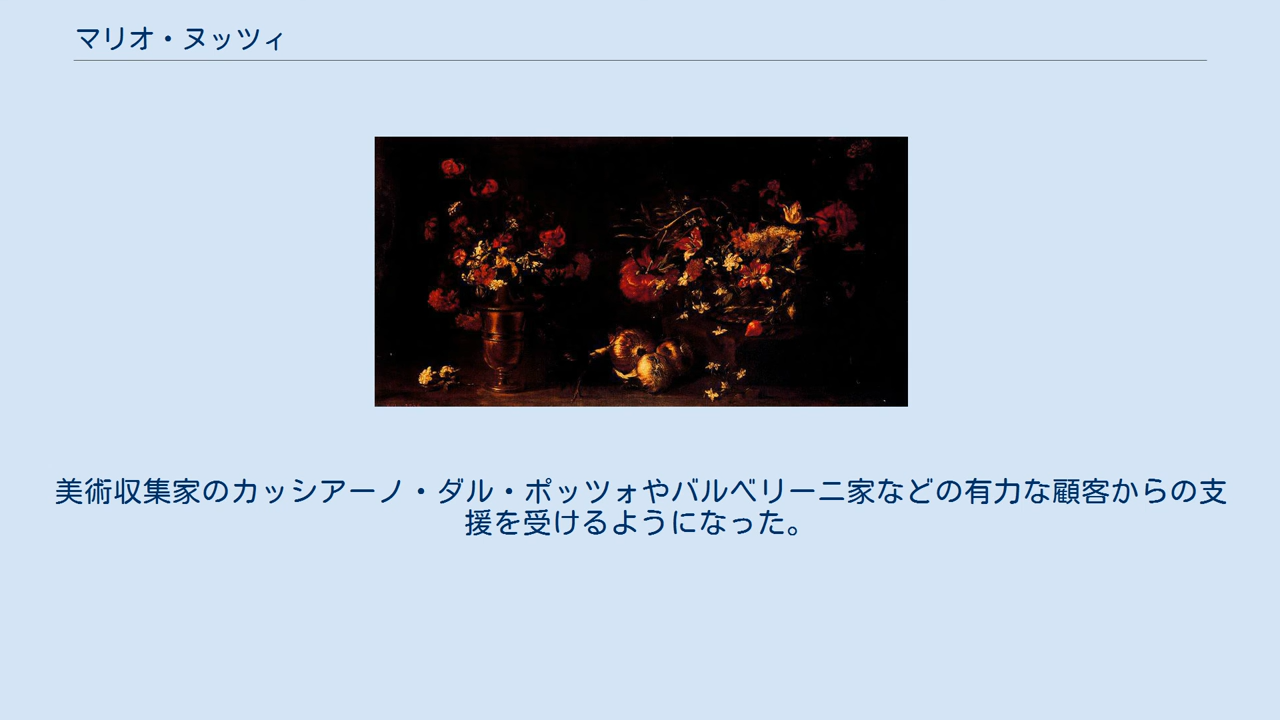 マリオ・ヌッツィ
美術収集家のカッシアーノ・ダル・ポッツォやバルベリーニ家などの有力な顧客からの支
援を受けるようになった。